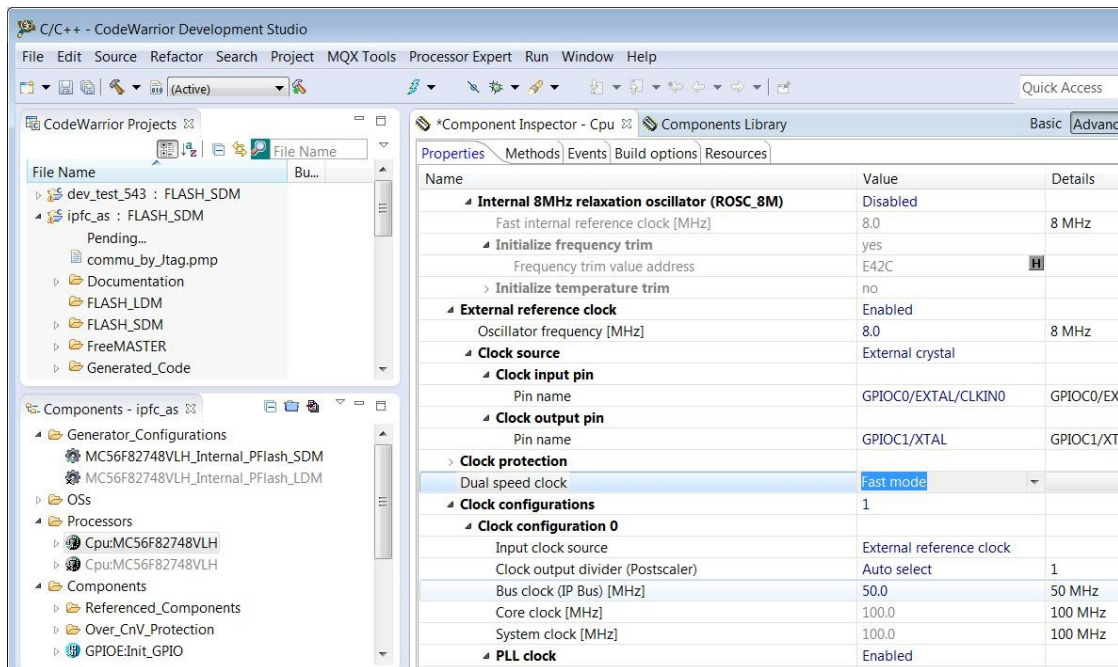 C/C++ - CodeWarrior Development Studio
File Edit Source Refactor Search Project MQX Tools Processor Expert Run Window Help
(Active) Quick Access
CodeWarrior Projects
File Name
File Name Bu...
dev_test_543 : FLASH_SDM
ipfc_as : FLASH_SDM
Pending...
commu_by_Jtag.pmp
Documentation
FLASH_LDM
FLASH_SDM
FreeMASTER
Generated_Code
Components - ipfc_as
Generator_Configurations
MC56F82748VLH_Internal_PFlash_SDM
MC56F82748VLH_Internal_PFlash_LDM
OSs
Processors
Cpu:MC56F82748VLH
Cpu:MC56F82748VLH
Components
Referenced_Components
Over_CnV_Protection
GPIOE:Init_GPIO
*Component Inspector - Cpu Components Library Basic Advanc
Properties Methods Events Build options Resources
Name Value Details
Internal 8MHz relaxation oscillator (ROSC_8M) Disabled
Fast internal reference clock [MHz] 8.0 8 MHz
Initialize frequency trim yes
Frequency trim value address E42C H
Initialize temperature trim no
External reference clock Enabled
Oscillator frequency [MHz] 8.0 8 MHz
Clock source External crystal
Clock input pin
Pin name GPIOC0/EXTAL/CLKIN0 GPIOC0/EX
Clock output pin
Pin name GPIOC1/XTAL GPIOC1/XT
Clock protection
Dual speed clock Fast mode
Clock configurations 1
Clock configuration 0
Input clock source External reference clock
Clock output divider (Postscaler) Auto select 1
Bus clock (IP Bus) [MHz] 50.0 50 MHz
Core clock [MHz] 100.0 100 MHz
System clock [MHz] 100.0 100 MHz
PLL clock Enabled